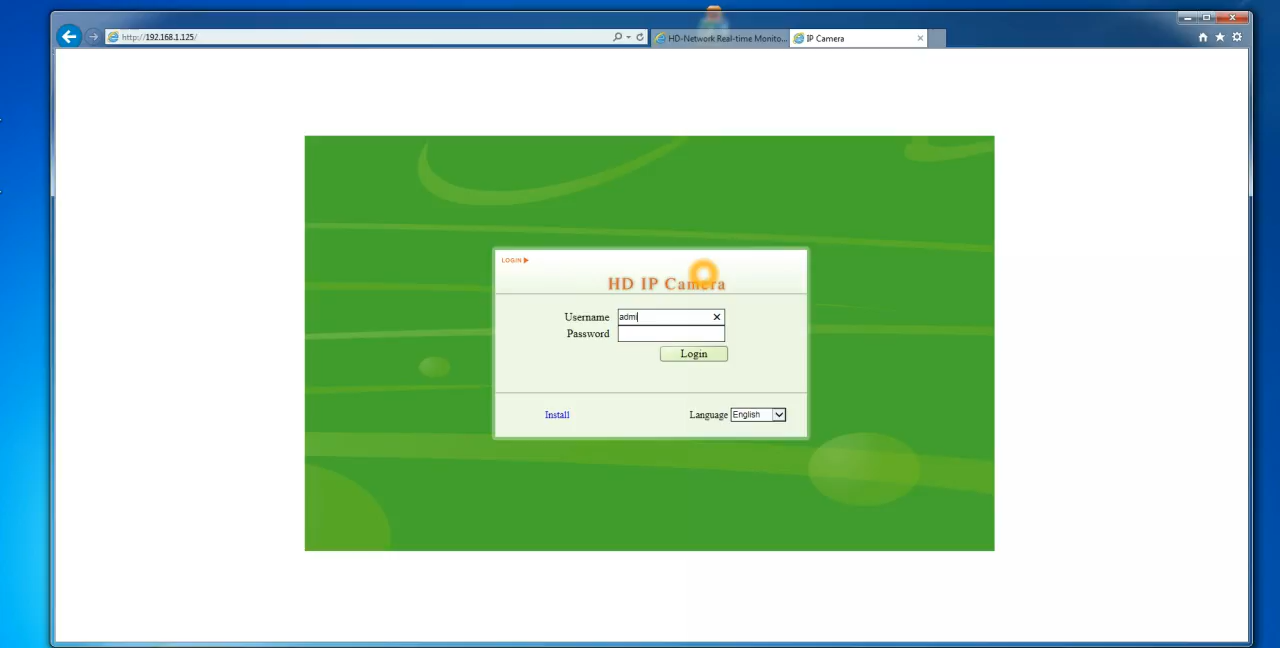 http://192.168.1.125/
HD-Network Real-time Monito...
IP Camera
LOGIN
HD IP Camera
Username admi
Password
Login
Install
Language English